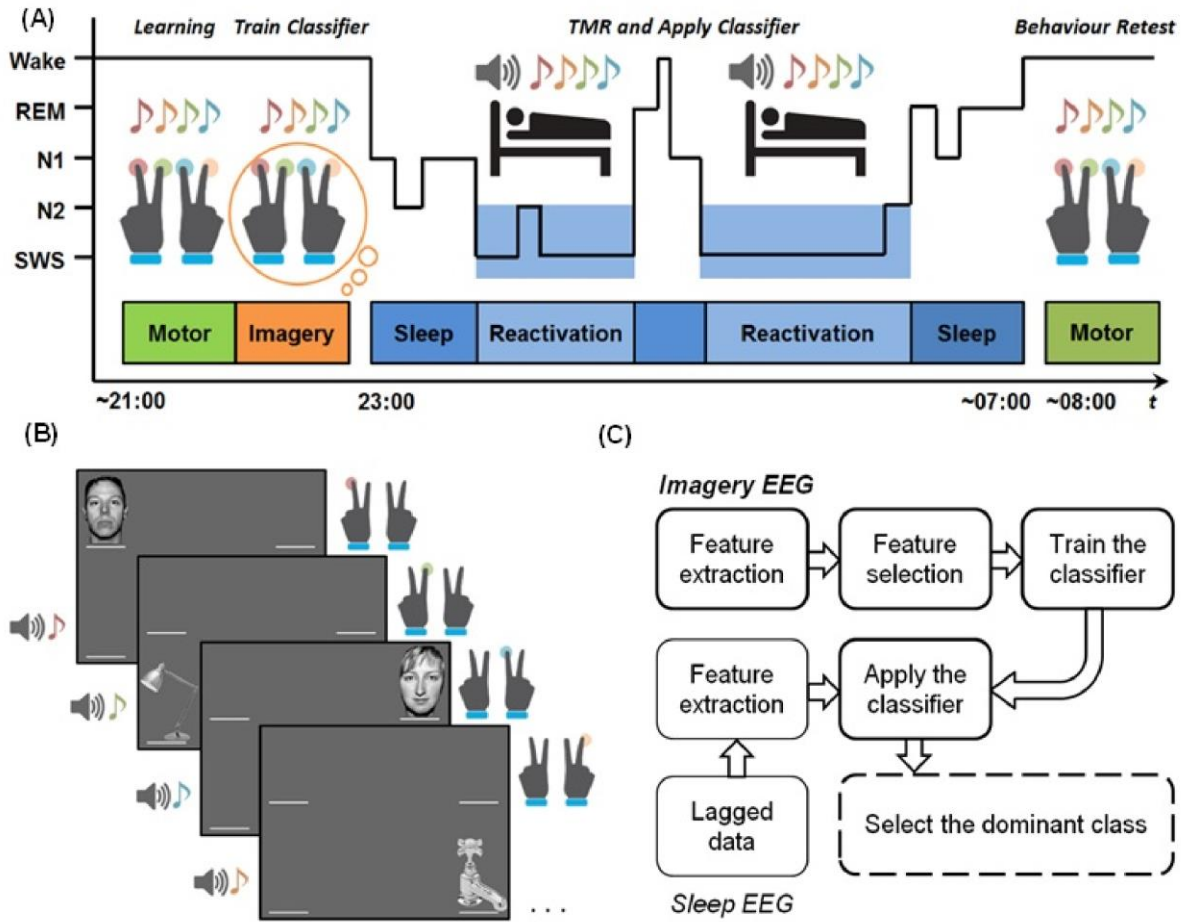 (A)
Learning Train Classifier TMR and Apply Classifier Behaviour Retest
Wake
REM
N1
N2
SWS
Motor Imagery Sleep Reactivation Reactivation Sleep Motor
~21:00 23:00 ~07:00 ~08:00 t
(B)
. . .
(C)
Imagery EEG
Feature
extraction
Feature
selection
Train the
classifier
Feature
extraction
Apply the
classifier
Lagged
data
Select the dominant class
Sleep EEG